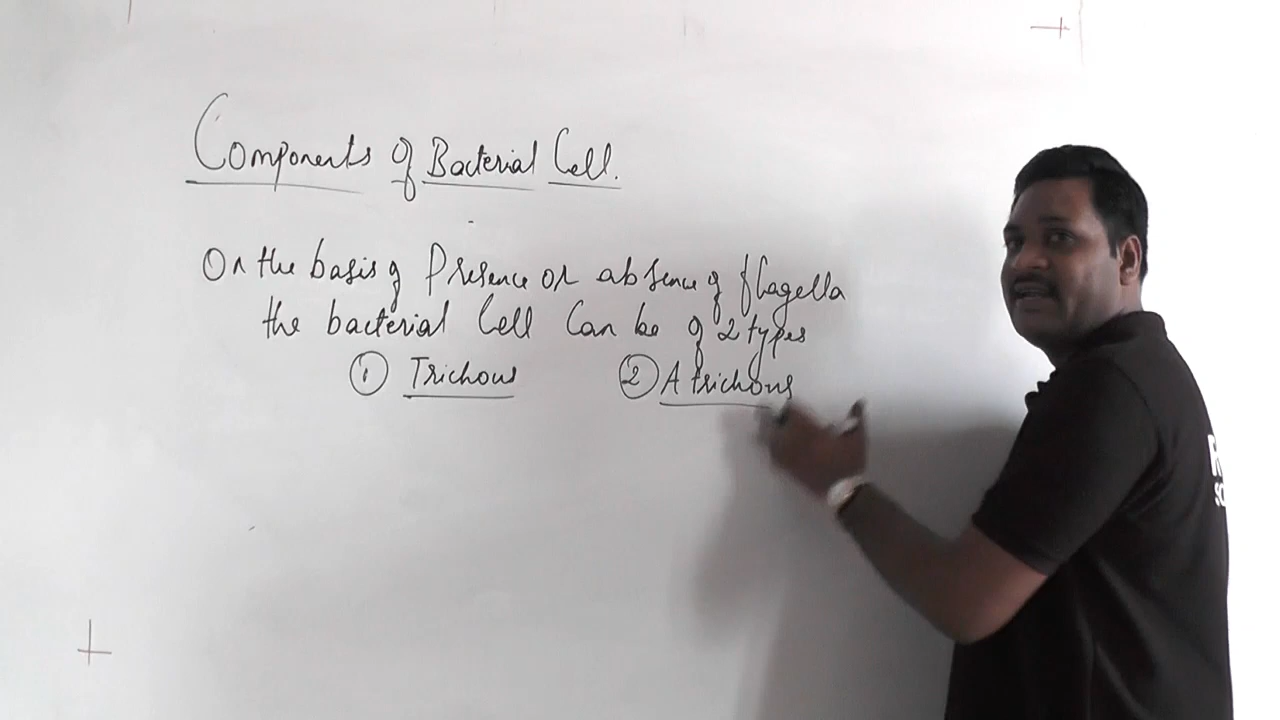 Components of Bacterial Cell.
On the basis of Presence or absence of flagella
the bacterial Cell Can be of 2 types
① Trichous ② Atrichous